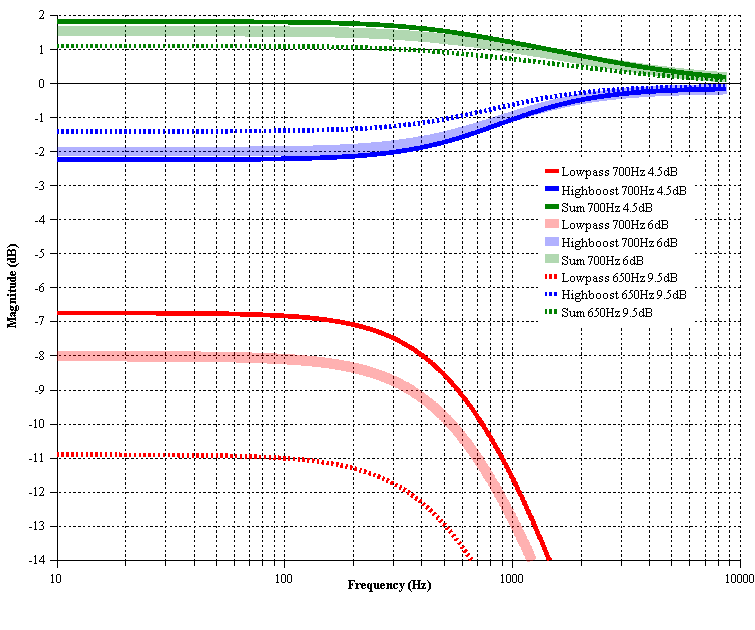 2
1
0
-1
-2
-3
-4
-5
-6
-7
-8
-9
-10
-11
-12
-13
-14
Magnitude (dB)
Lowpass 700Hz 4.5dB
Highboost 700Hz 4.5dB
Sum 700Hz 4.5dB
Lowpass 700Hz 6dB
Highboost 700Hz 6dB
Sum 700Hz 6dB
Lowpass 650Hz 9.5dB
Highboost 650Hz 9.5dB
Sum 650Hz 9.5dB
10 100 1000 10000
Frequency (Hz)